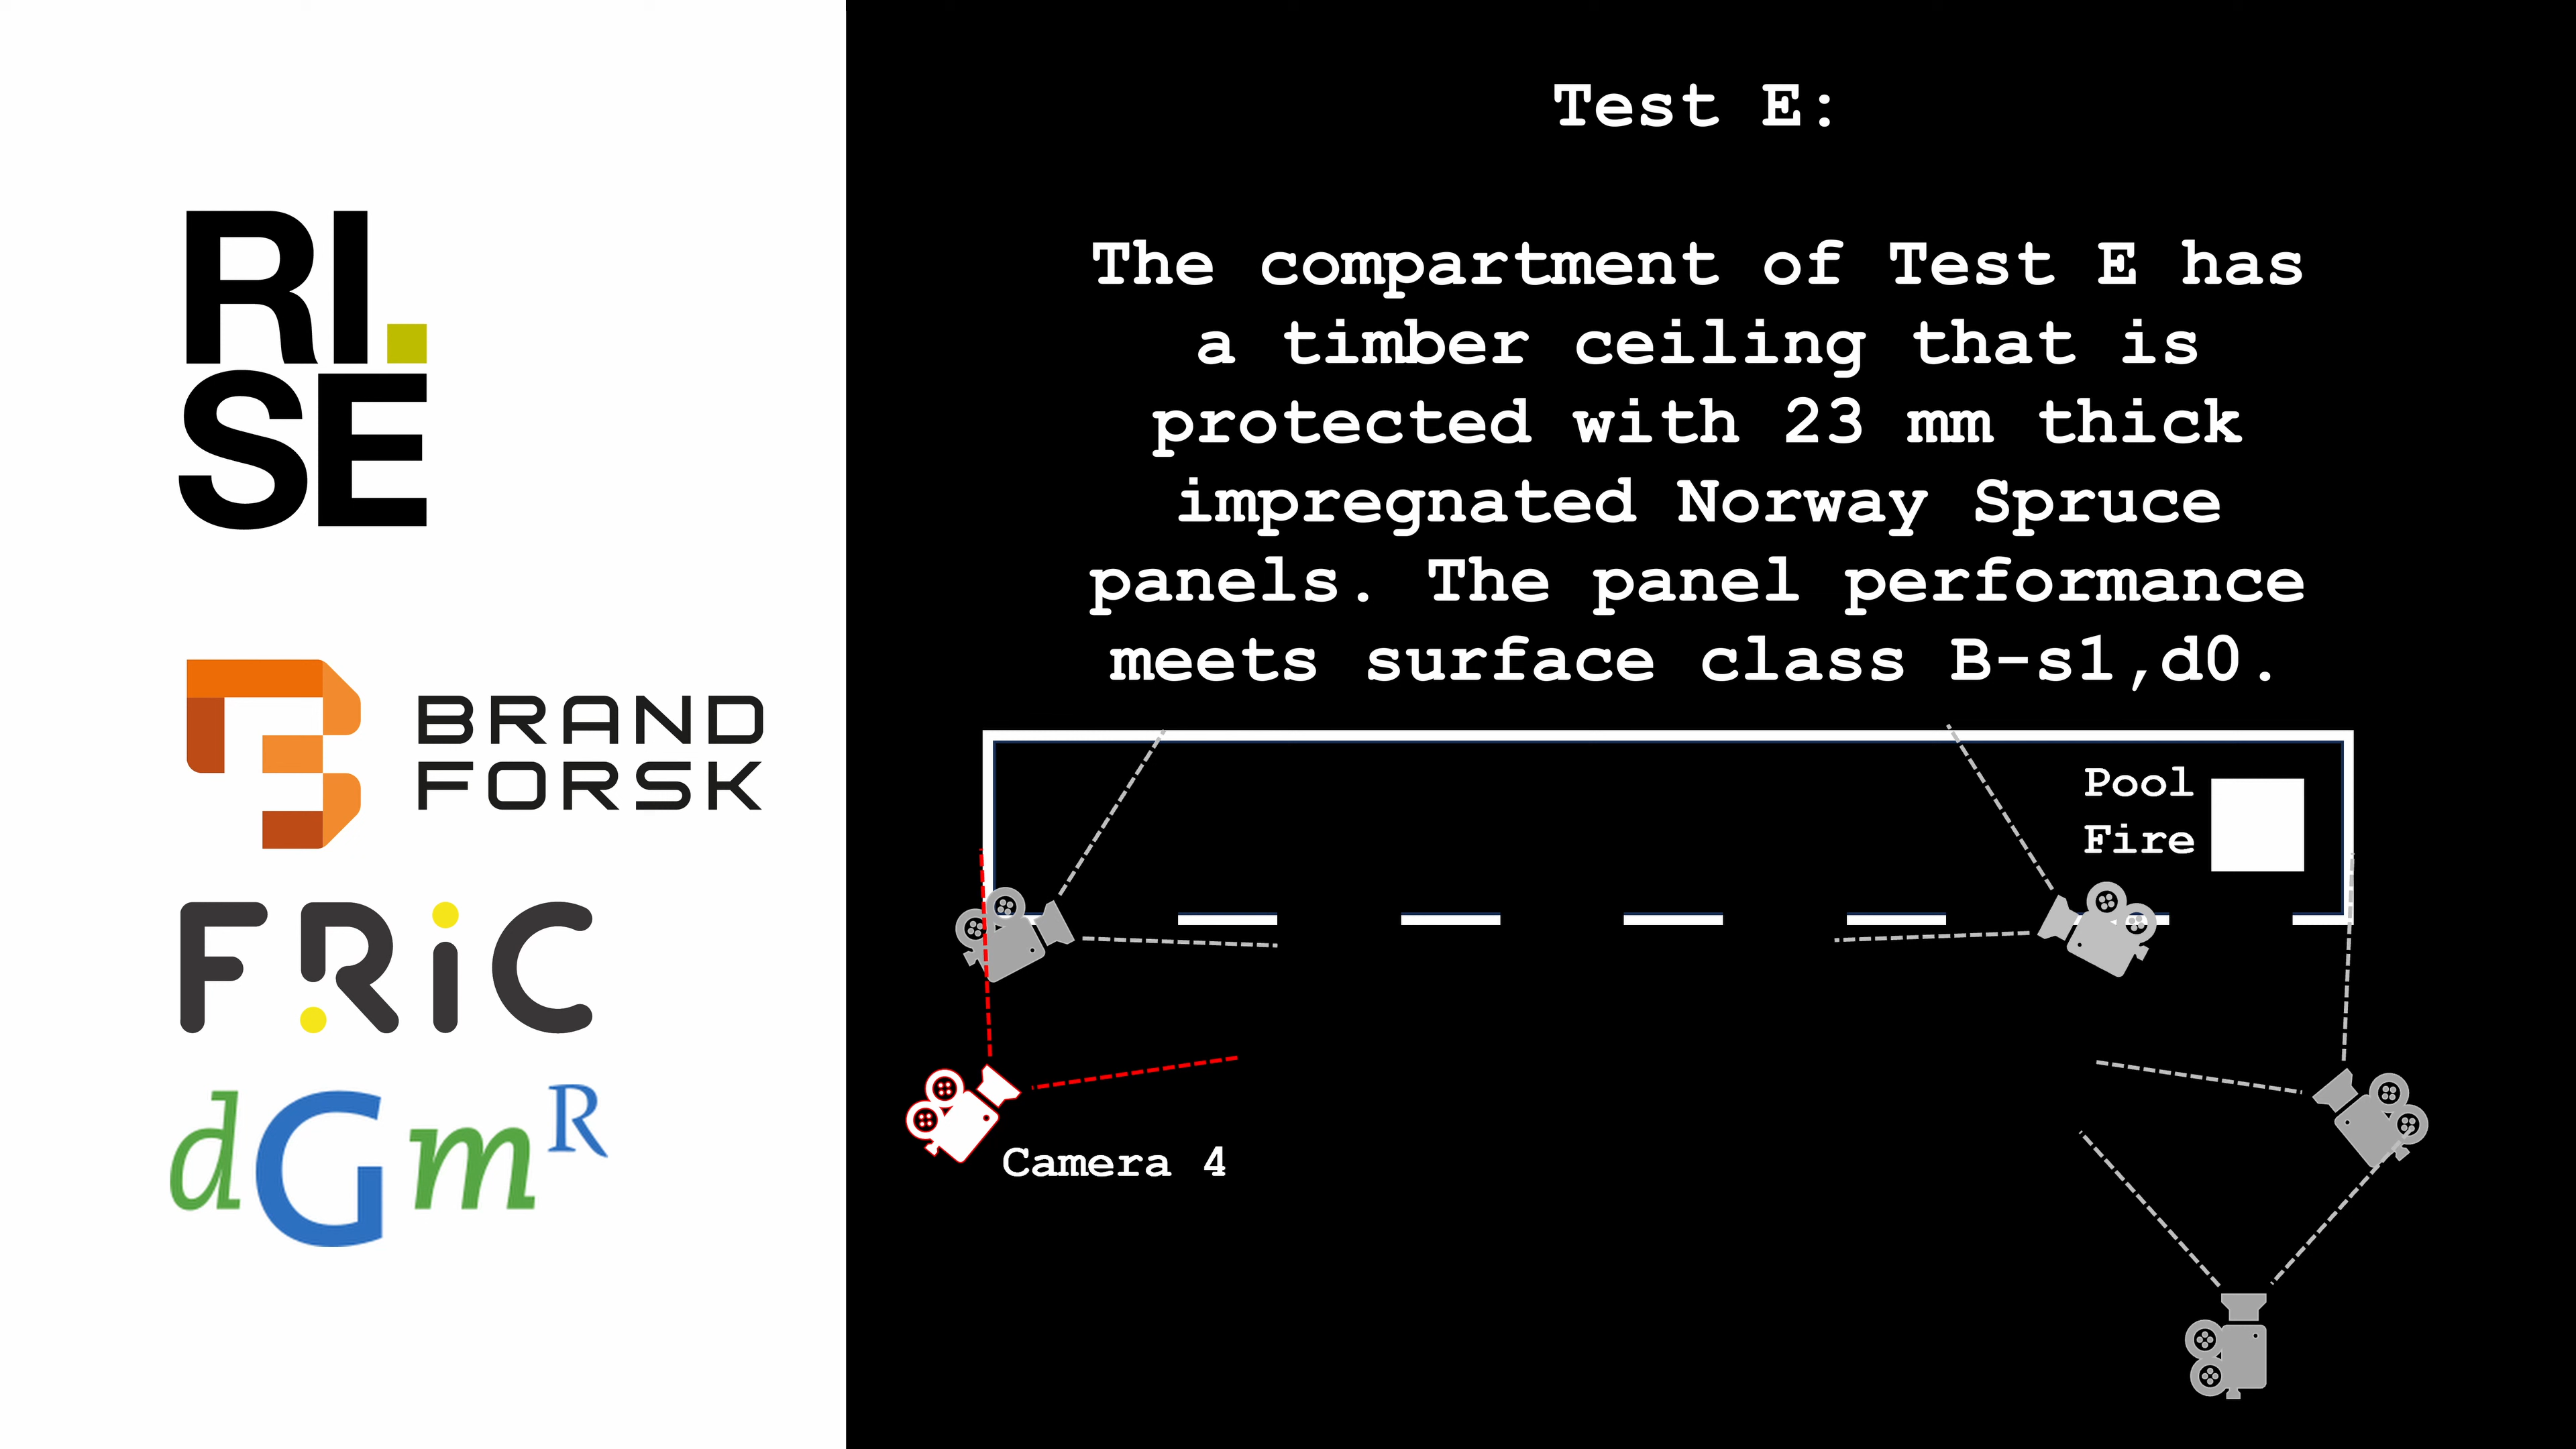 RI.
SE
BRAND
FORSK
FRiC
dGmR
Test E:
The compartment of Test E has
a timber ceiling that is
protected with 23 mm thick
impregnated Norway Spruce
panels. The panel performance
meets surface class B-s1,d0.
Pool
Fire
Camera 4